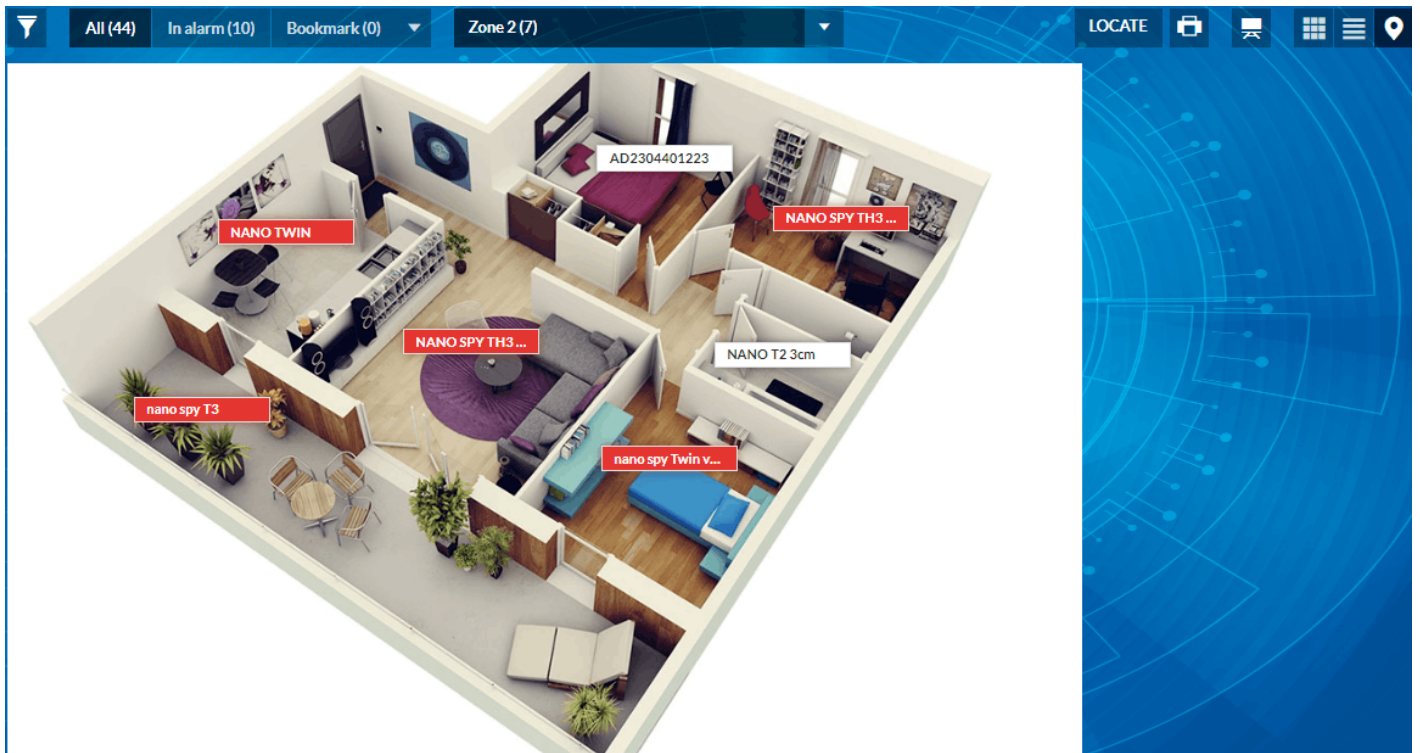 All (44)
In alarm (10)
Bookmark (0)
Zone 2 (7)
LOCATE
AD2304401223
NANO SPY TH3 ...
NANO TWIN
NANO SPY TH3 ...
NANO T2 3cm
nano spy T3
nano spy Twin v...